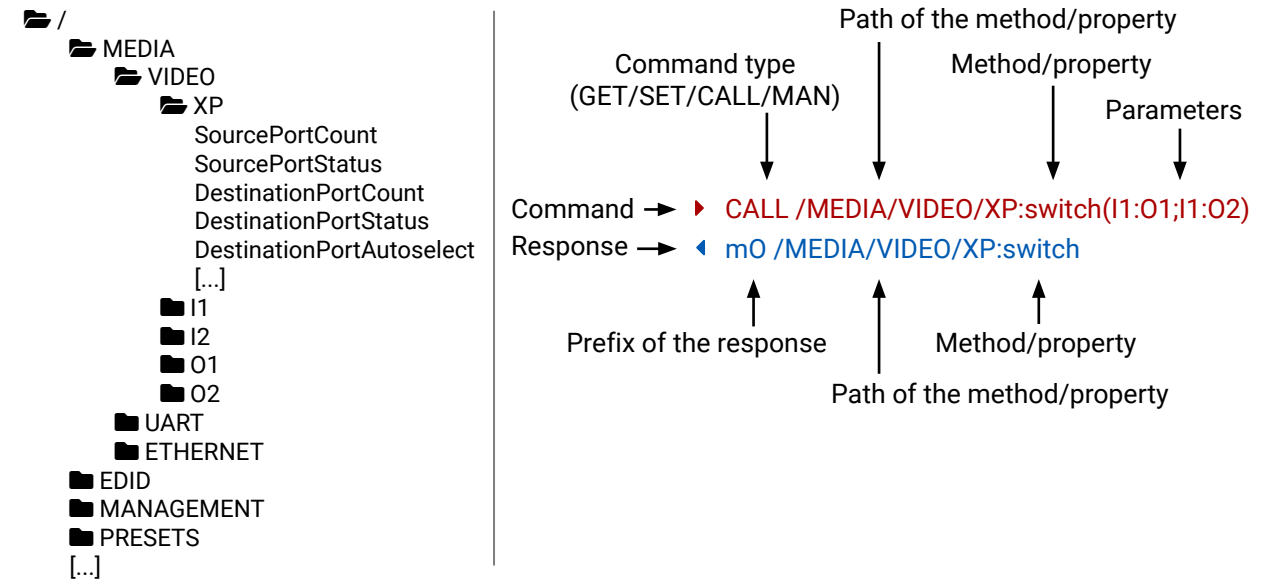 /
MEDIA
VIDEO
XP
SourcePortCount
SourcePortStatus
DestinationPortCount
DestinationPortStatus
DestinationPortAutoselect
[...]
I1
I2
O1
O2
UART
ETHERNET
EDID
MANAGEMENT
PRESETS
[...]
Path of the method/property
Command type
(GET/SET/CALL/MAN)
Method/property
Parameters
Command
CALL /MEDIA/VIDEO/XP:switch(I1:O1;I1:O2)
Response
mO /MEDIA/VIDEO/XP:switch
Prefix of the response
Method/property
Path of the method/property